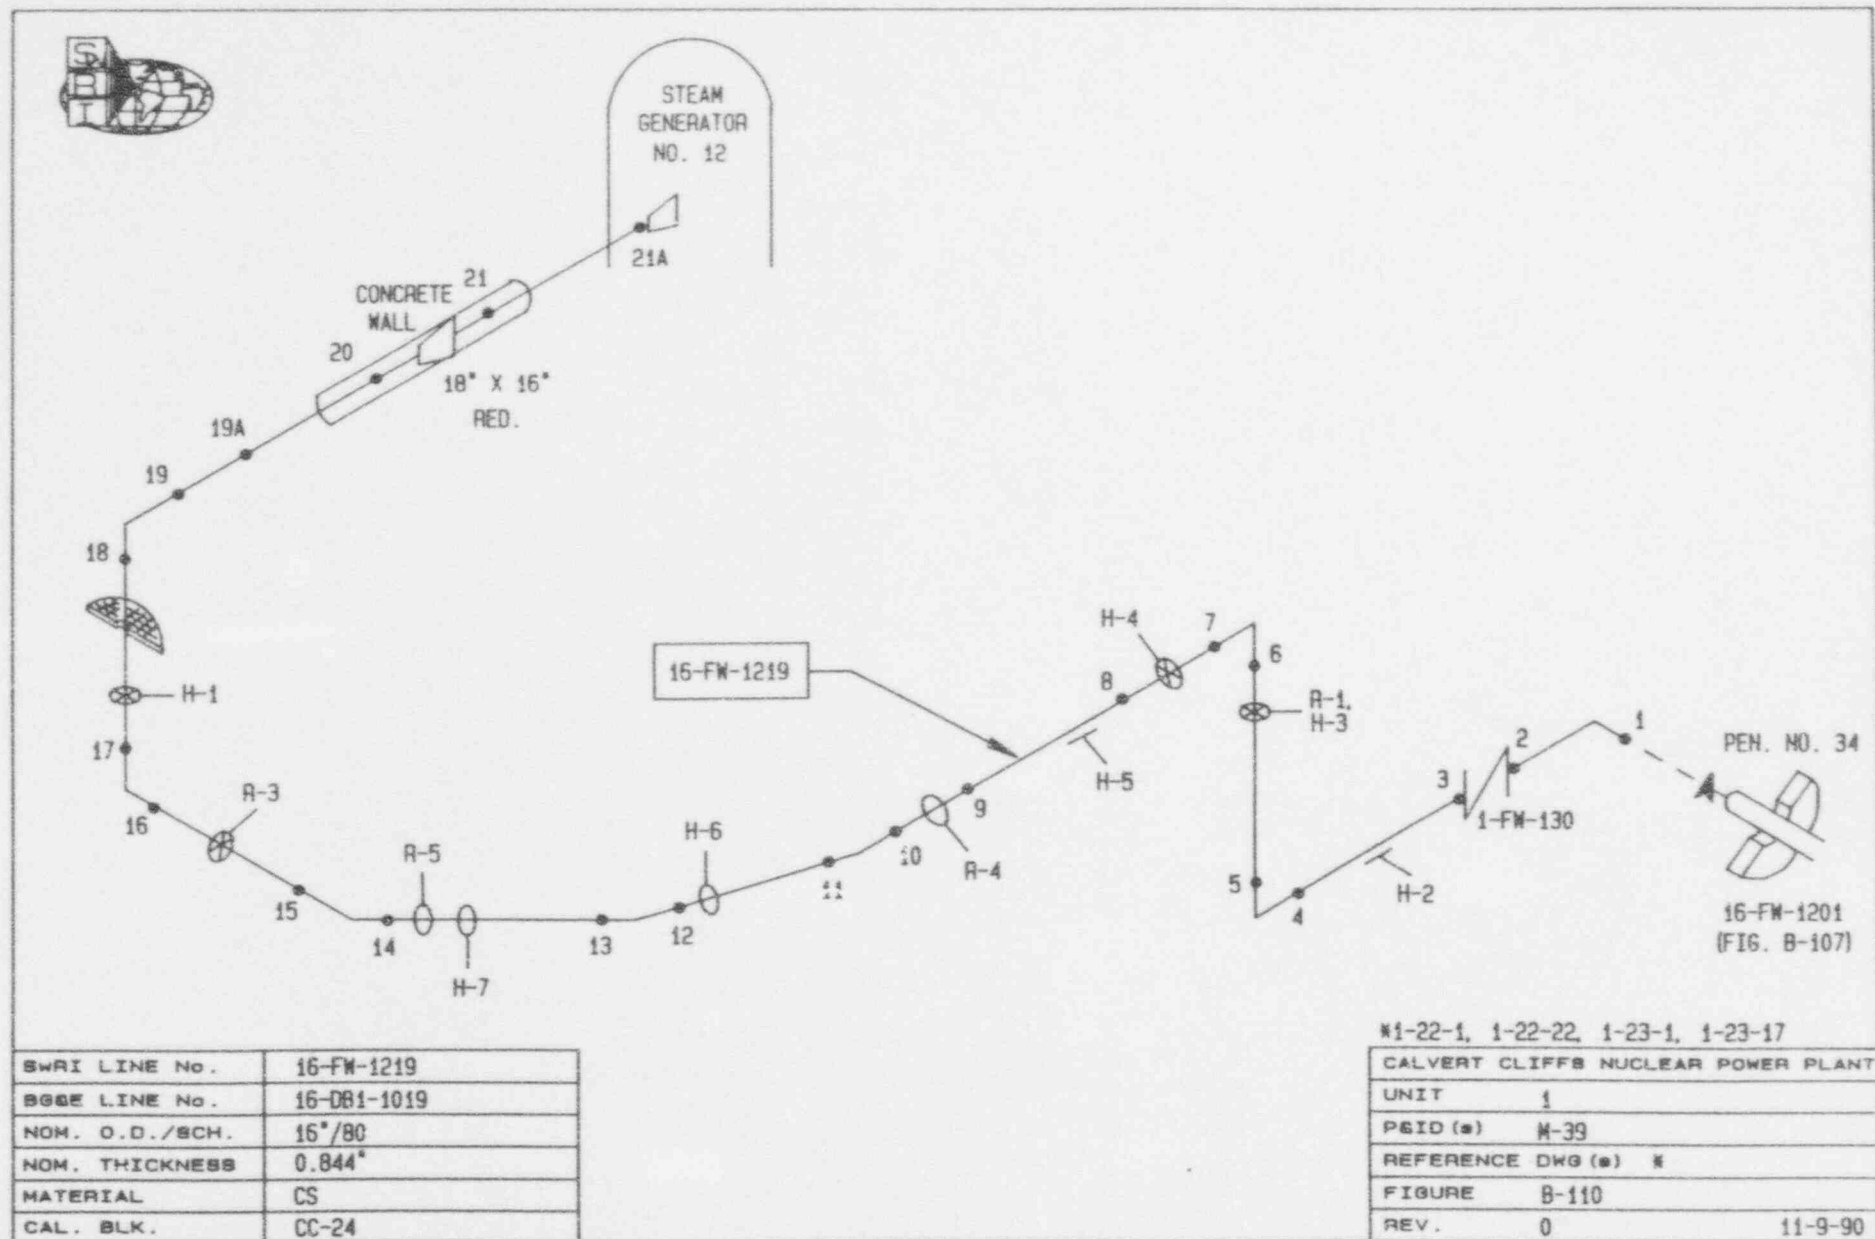 S
R
I
STEAM
GENERATOR
NO. 12
21A
21
CONCRETE
WALL
20
18" X 16"
RED.
19A
19
18
H-1
17
16
R-3
15
R-5
14
H-7
13
12
H-6
11
10
R-4
9
16-FW-1219
H-5
8
H-4
7
6
R-1,
H-3
5
4
H-2
3
1-FW-130
2
1
PEN. NO. 34
16-FW-1201
(FIG. B-107)
SWRI LINE No. 16-FW-1219
BG&E LINE No. 16-DB1-1019
NOM. O.D./SCH. 16"/80
NOM. THICKNESS 0.844"
MATERIAL CS
CAL. BLK. CC-24
*1-22-1, 1-22-22, 1-23-1, 1-23-17
CALVERT CLIFFS NUCLEAR POWER PLANT
UNIT 1
P&ID(s) M-39
REFERENCE DWG(s) *
FIGURE B-110
REV. 0 11-9-90